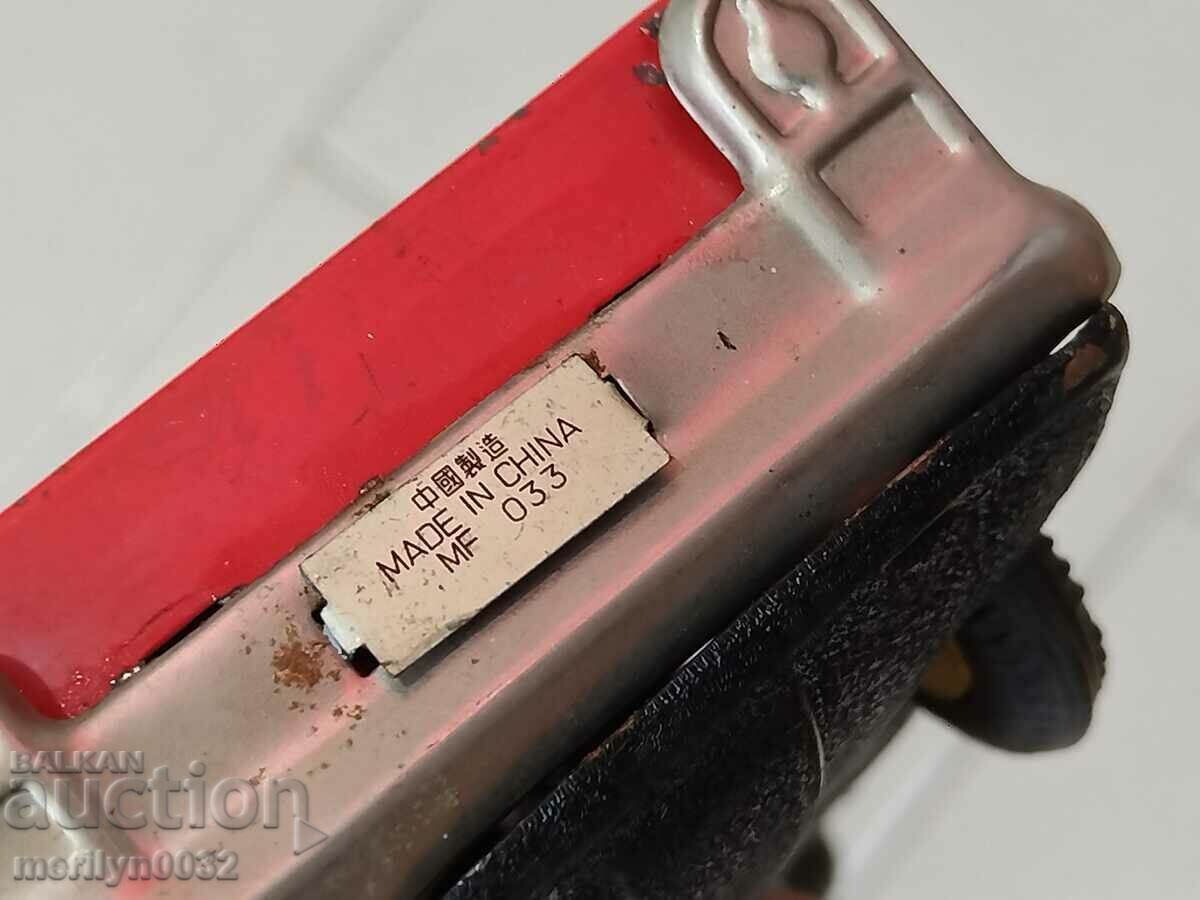 中國製造
MADE IN CHINA
MF 033
BALKAN
auction
merilyn0032